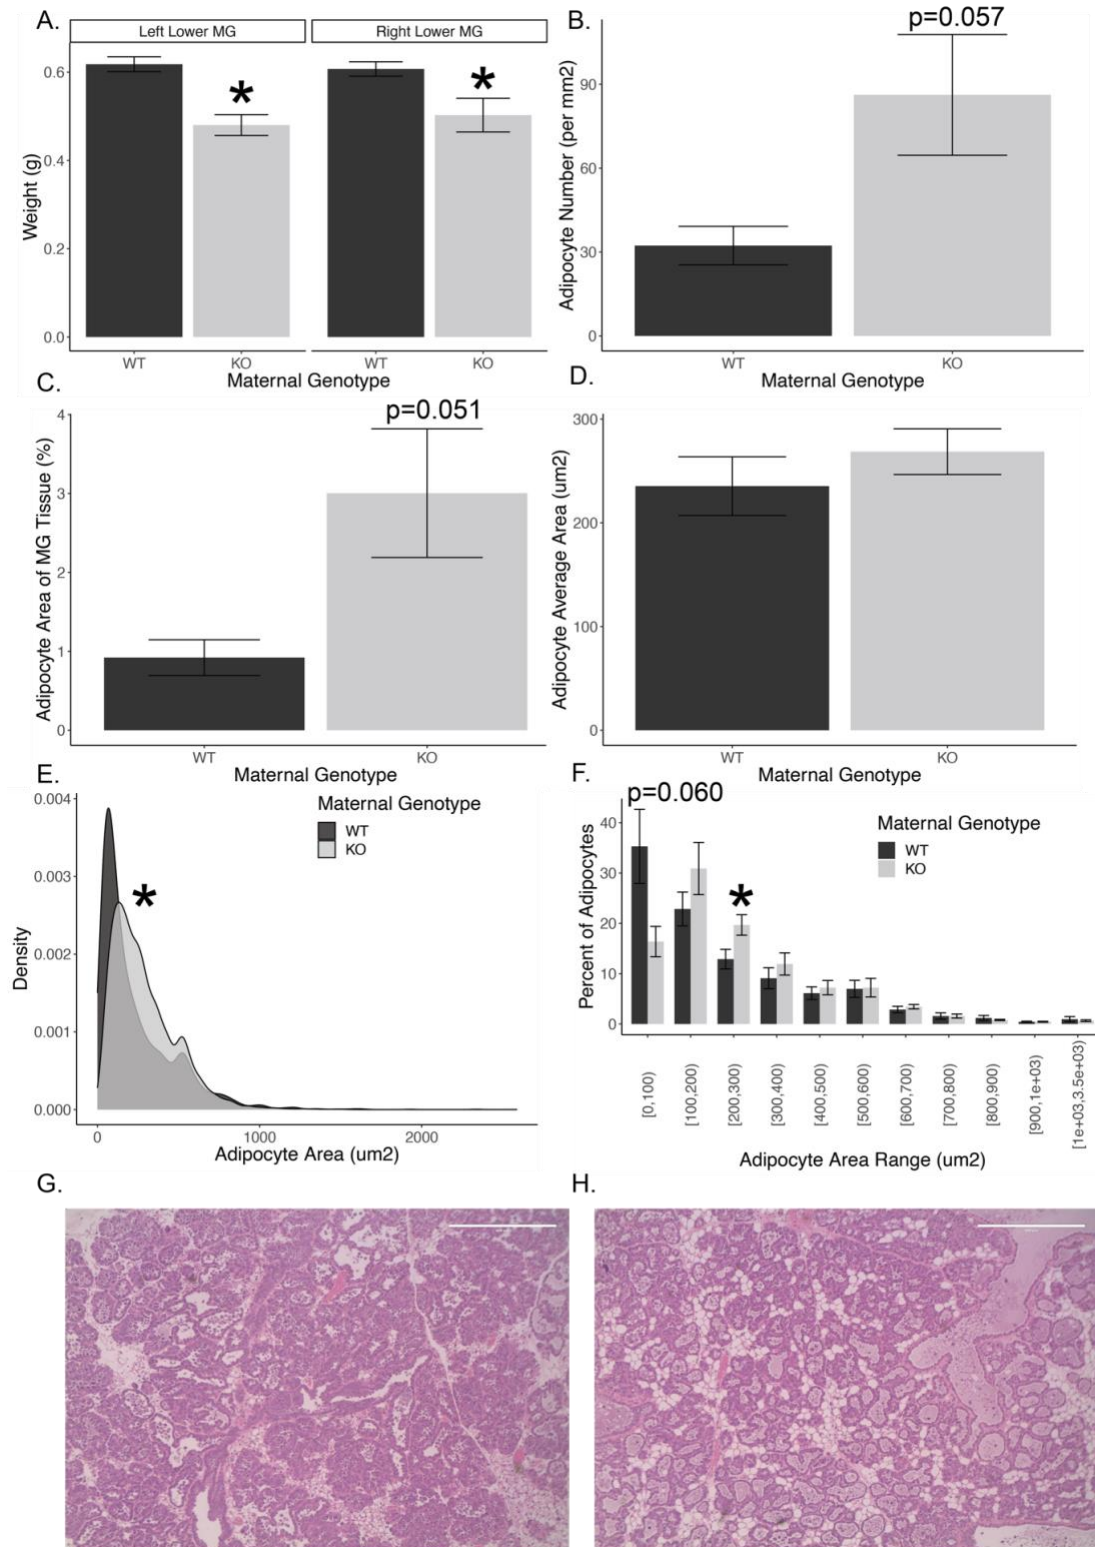 A.
Left Lower MG
Right Lower MG
0.6
0.4
0.2
0.0
Weight (g)
*
*
WT
KO
WT
KO
Maternal Genotype
B.
p=0.057
Adipocyte Number (per mm2)
90
60
30
0
WT
KO
Maternal Genotype
C.
p=0.051
Adipocyte Area of MG Tissue (%)
4
3
2
1
0
WT
KO
Maternal Genotype
D.
Adipocyte Average Area (um2)
300
200
100
0
WT
KO
Maternal Genotype
E.
0.004
0.003
0.002
0.001
0.000
Density
Maternal Genotype
WT
KO
*
0
1000
2000
Adipocyte Area (um2)
F.
p=0.060
Percent of Adipocytes
40
30
20
10
0
Maternal Genotype
WT
KO
*
[0,100)
[100,200)
[200,300)
[300,400)
[400,500)
[500,600)
[600,700)
[700,800)
[800,900)
[900,1e+03)
[1e+03,3.5e+03)
Adipocyte Area Range (um2)
G.
H.